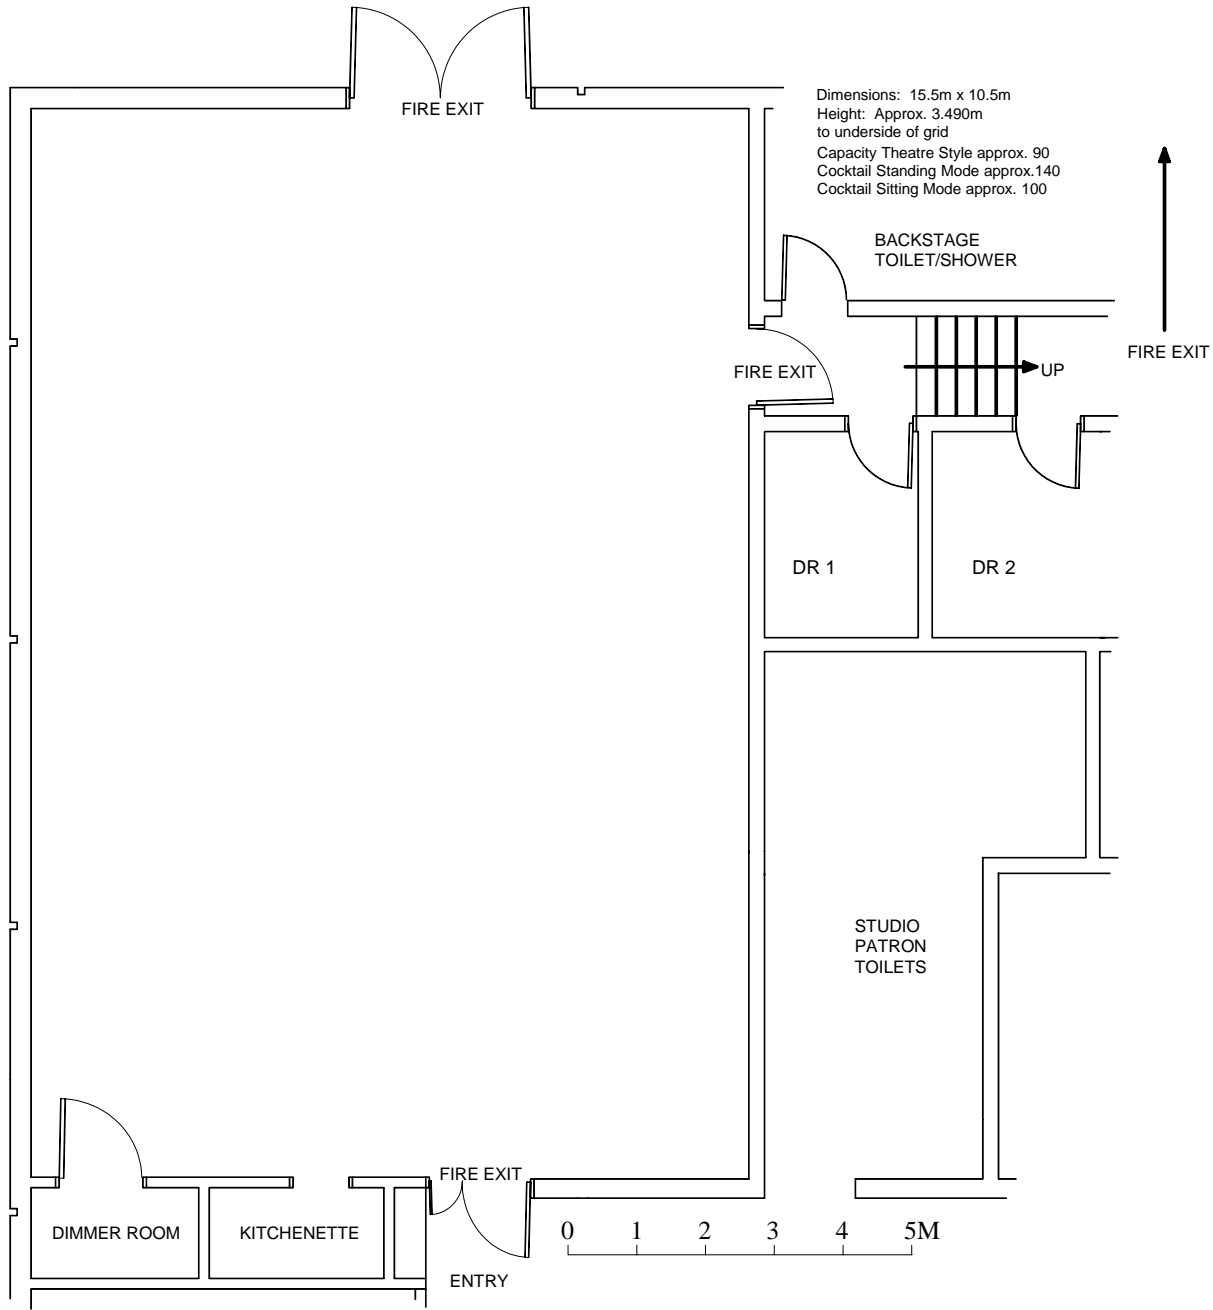 FIRE EXIT
Dimensions: 15.5m x 10.5m
Height: Approx. 3.490m
to underside of grid
Capacity Theatre Style approx. 90
Cocktail Standing Mode approx.140
Cocktail Sitting Mode approx. 100
BACKSTAGE
TOILET/SHOWER
FIRE EXIT
FIRE EXIT
UP
DR 1
DR 2
STUDIO
PATRON
TOILETS
FIRE EXIT
DIMMER ROOM
KITCHENETTE
0 1 2 3 4 5M
ENTRY